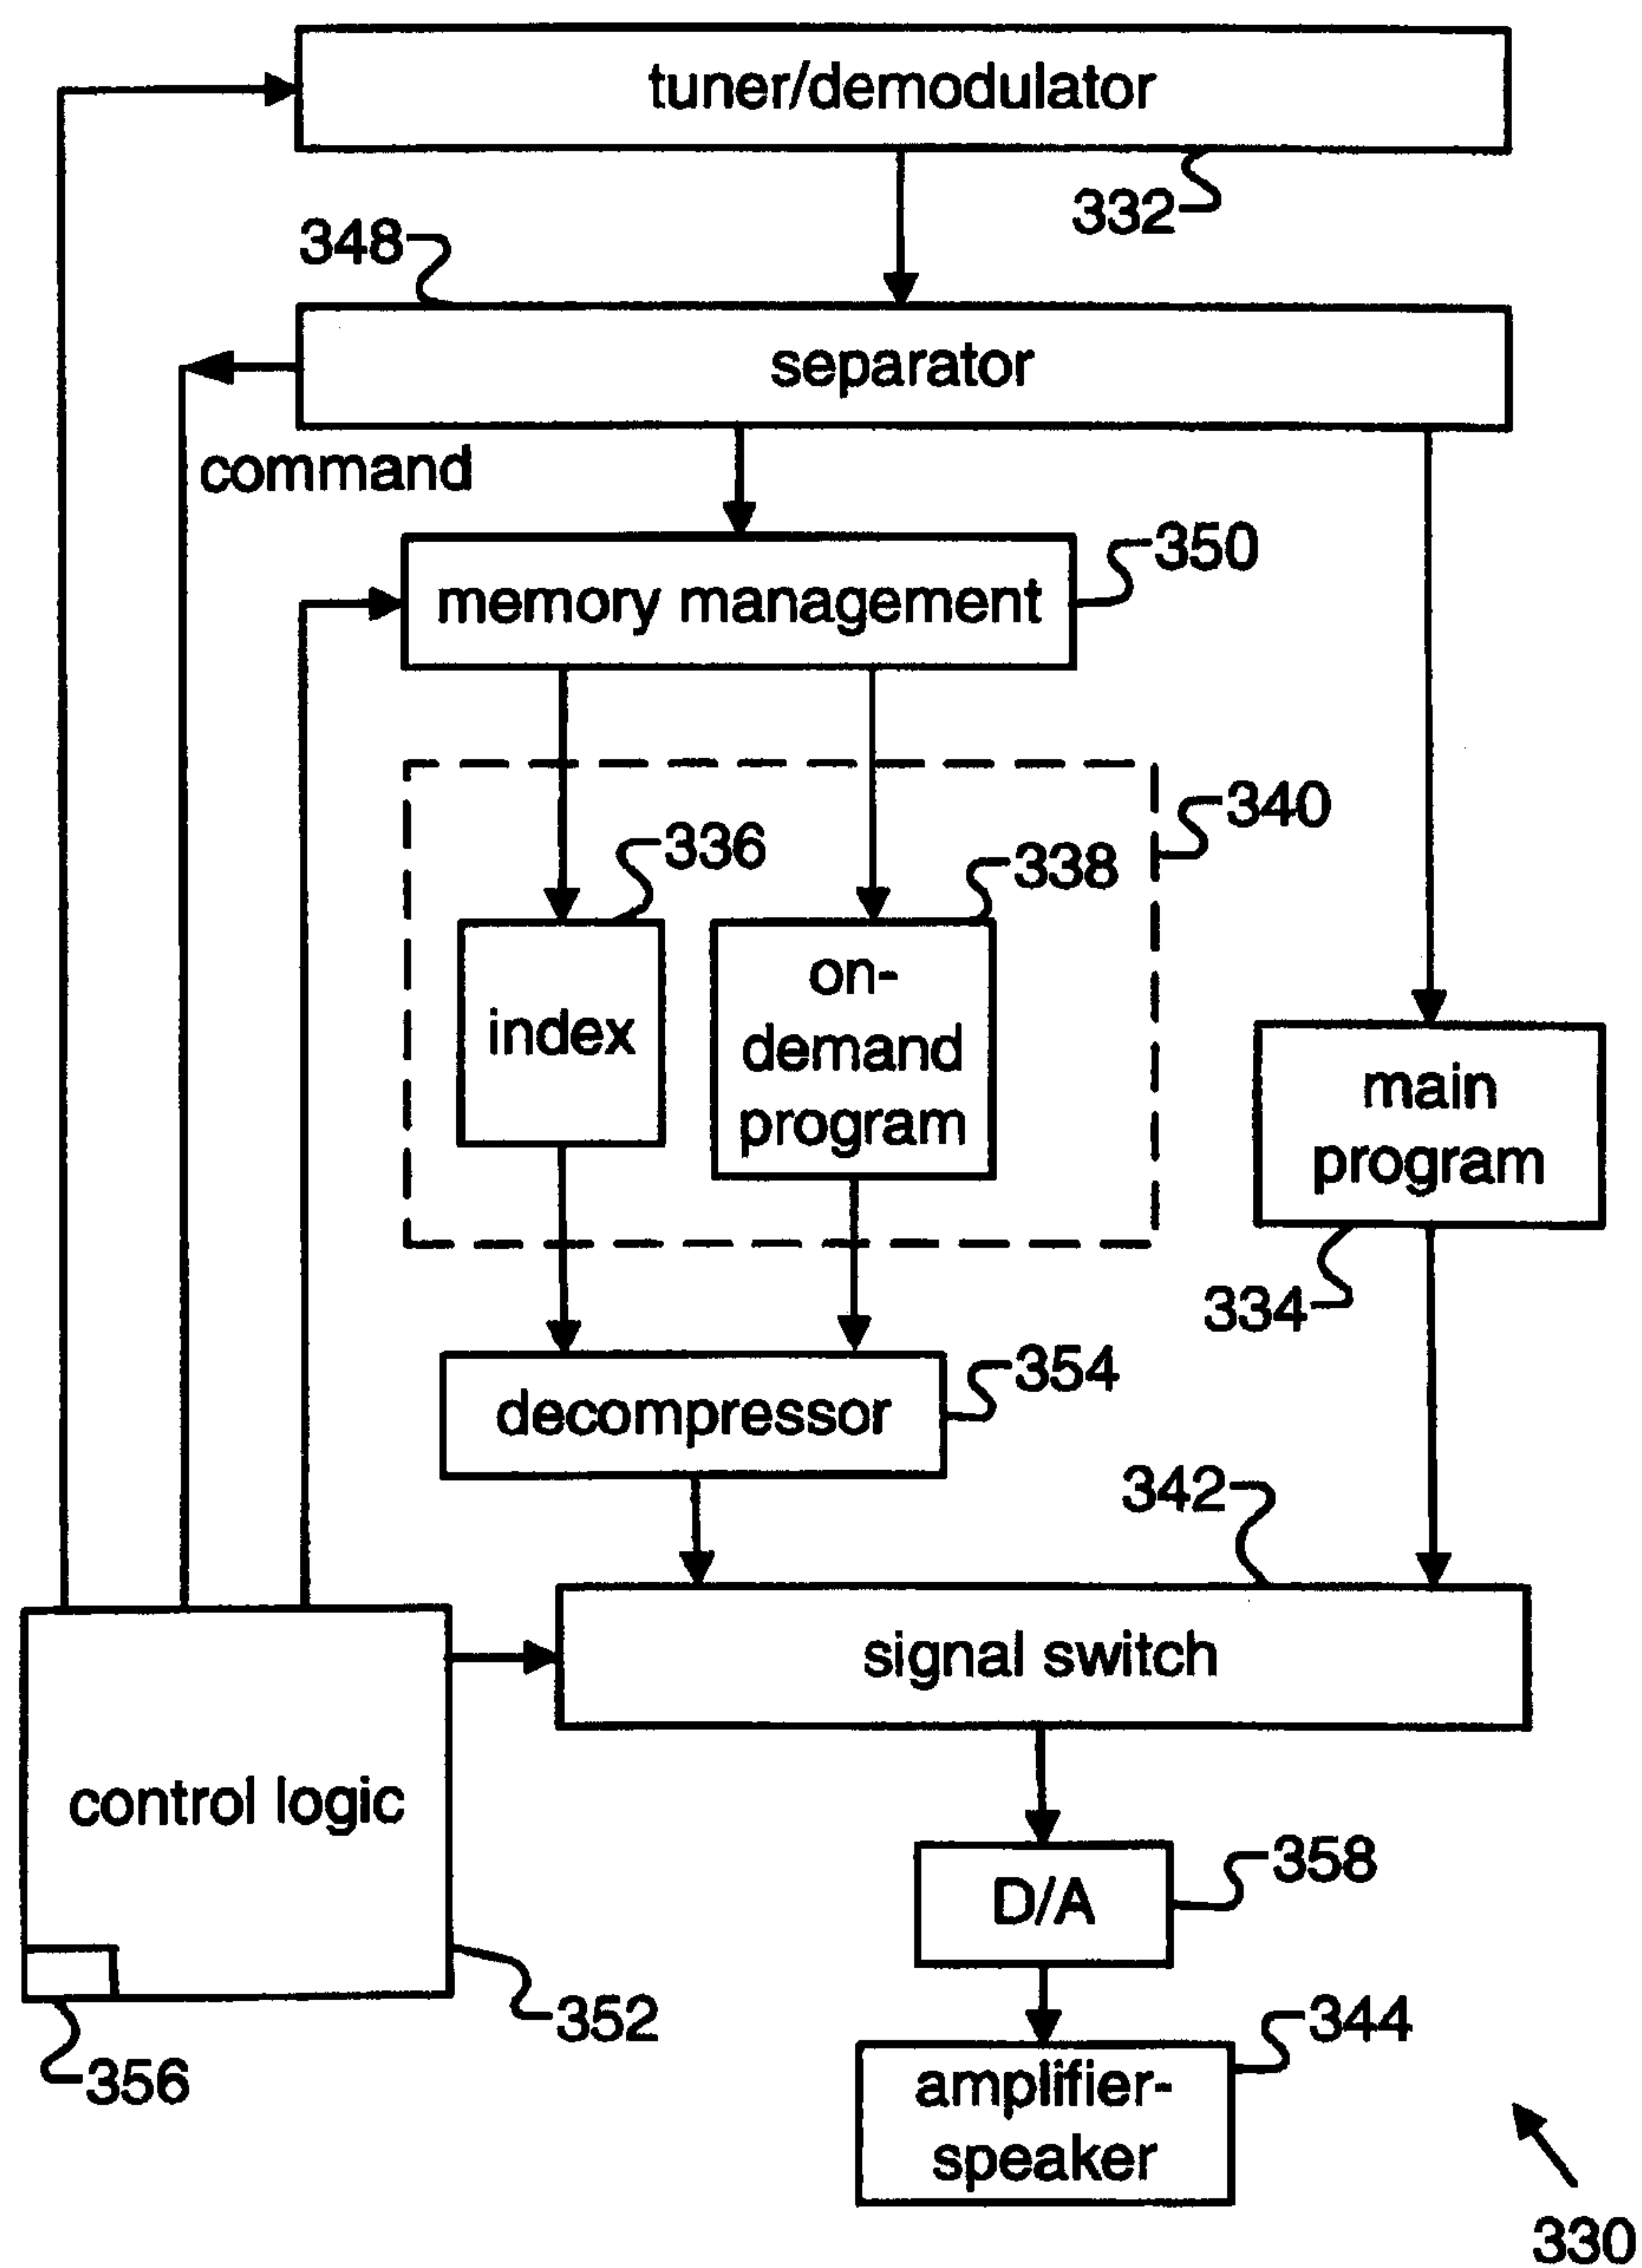 tuner/demodulator
332
348
separator
command
350
memory management
340
336
338
index
on-
demand
program
main
program
334
354
decompressor
342
signal switch
control logic
358
D/A
352
344
356
amplifier-
speaker
330